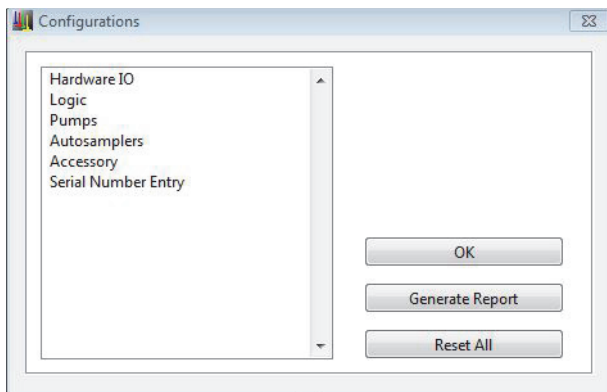 Configurations
Hardware IO
Logic
Pumps
Autosamplers
Accessory
Serial Number Entry
OK
Generate Report
Reset All